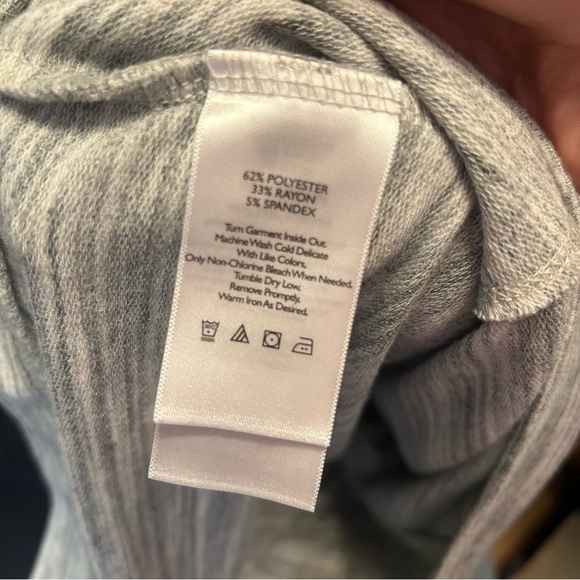 62% POLYESTER
33% RAYON
5% SPANDEX
Turn Garment Inside Out.
Machine Wash Cold Delicate
With Like Colors.
Only Non-Chlorine Bleach When Needed.
Tumble Dry Low,
Remove Promptly.
Warm Iron As Desired.